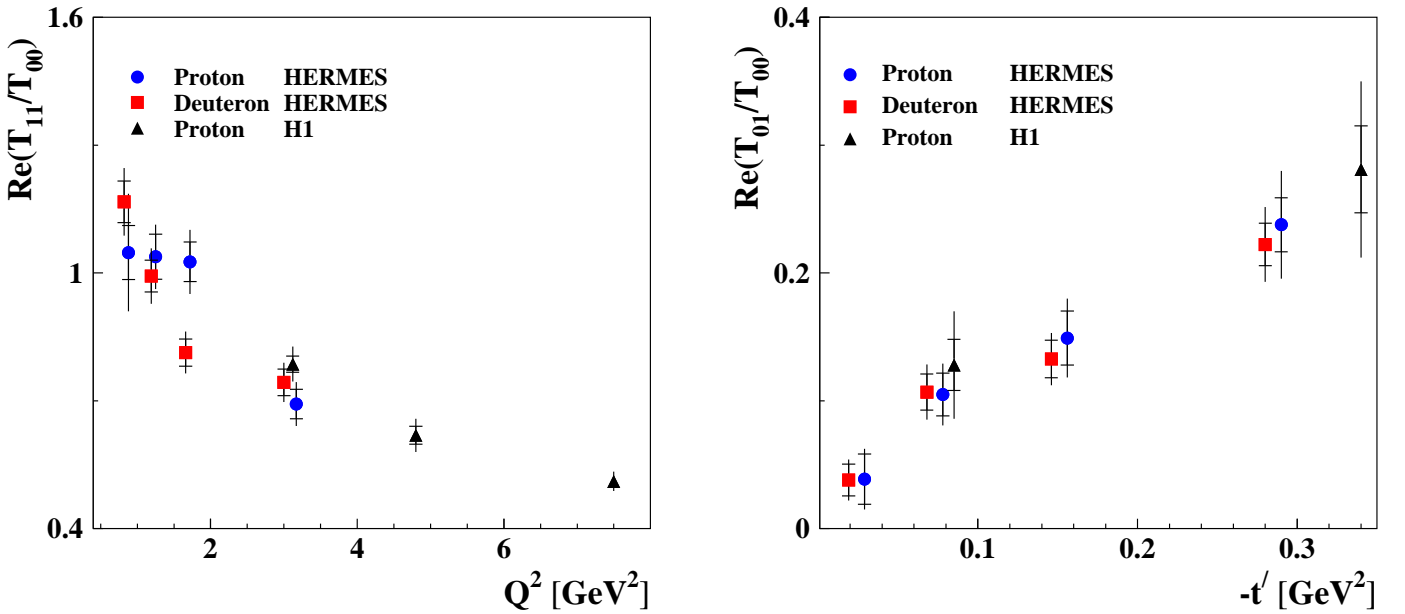 Re(T11/T00)
1.6
1
0.4
Proton HERMES
Deuteron HERMES
Proton H1
2 4 6
Q2 [GeV2]
Re(T01/T00)
0.4
0.2
0
Proton HERMES
Deuteron HERMES
Proton H1
0.1 0.2 0.3
-t/ [GeV2]